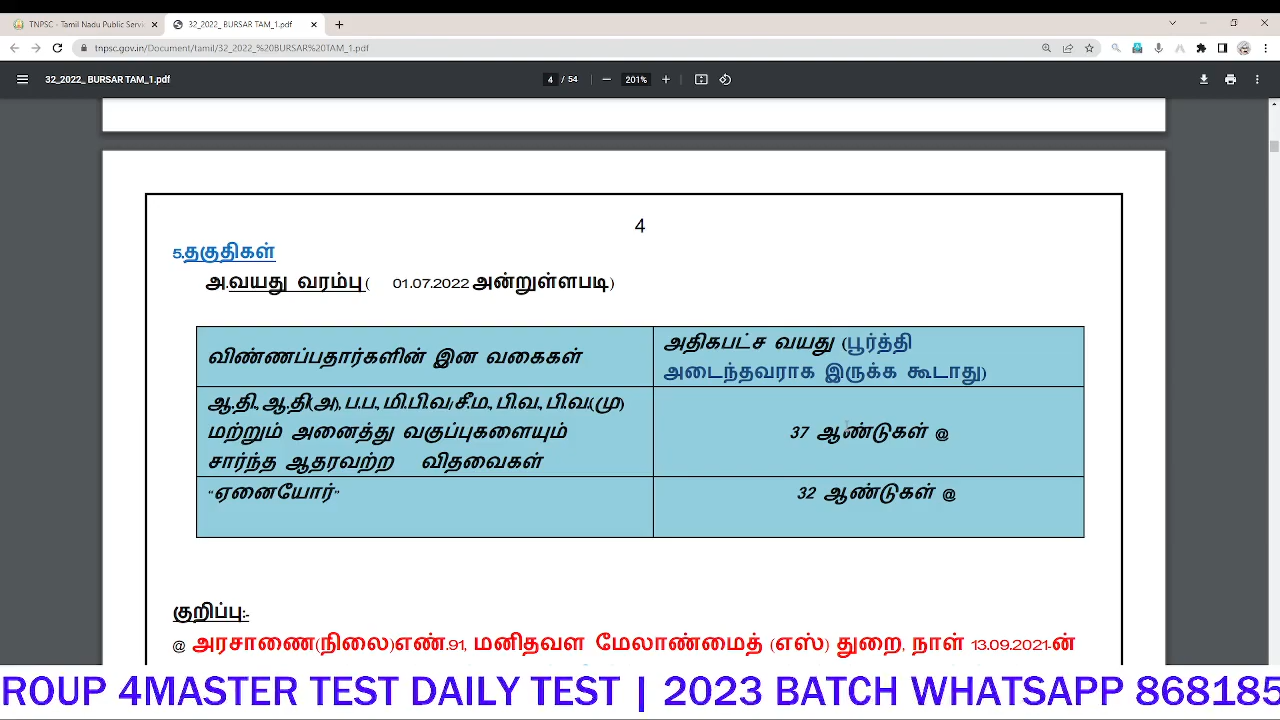 TNPSC - Tamil Nadu Public Servi
32_2022_ BURSAR TAM_1.pdf
tnpsc.gov.in/Document/tamil/32_2022_%20BURSAR%20TAM_1.pdf
32_2022_ BURSAR TAM_1.pdf
4 / 54
201%
4
5.தகுதிகள்
அ.வயது வரம்பு ( 01.07.2022 அன்றுள்ளபடி)
விண்ணப்பதார்களின் இன வகைகள்
அதிகபட்ச வயது (பூர்த்தி
அடைந்தவராக இருக்க கூடாது)
ஆ.தி., ஆ.தி(அ), ப.ப., மி.பி.வ/சீ.ம., பி.வ., பி.வ(மு)
மற்றும் அனைத்து வகுப்புகளையும்
சார்ந்த ஆதரவற்ற விதவைகள்
37 ஆண்டுகள் @
"ஏனையோர்"
32 ஆண்டுகள் @
குறிப்பு:-
@ அரசாணை(நிலை)எண்.91, மனிதவள மேலாண்மைத் (எஸ்) துறை, நாள் 13.09.2021-ன்
ROUP 4MASTER TEST DAILY TEST | 2023 BATCH WHATSAPP 868185